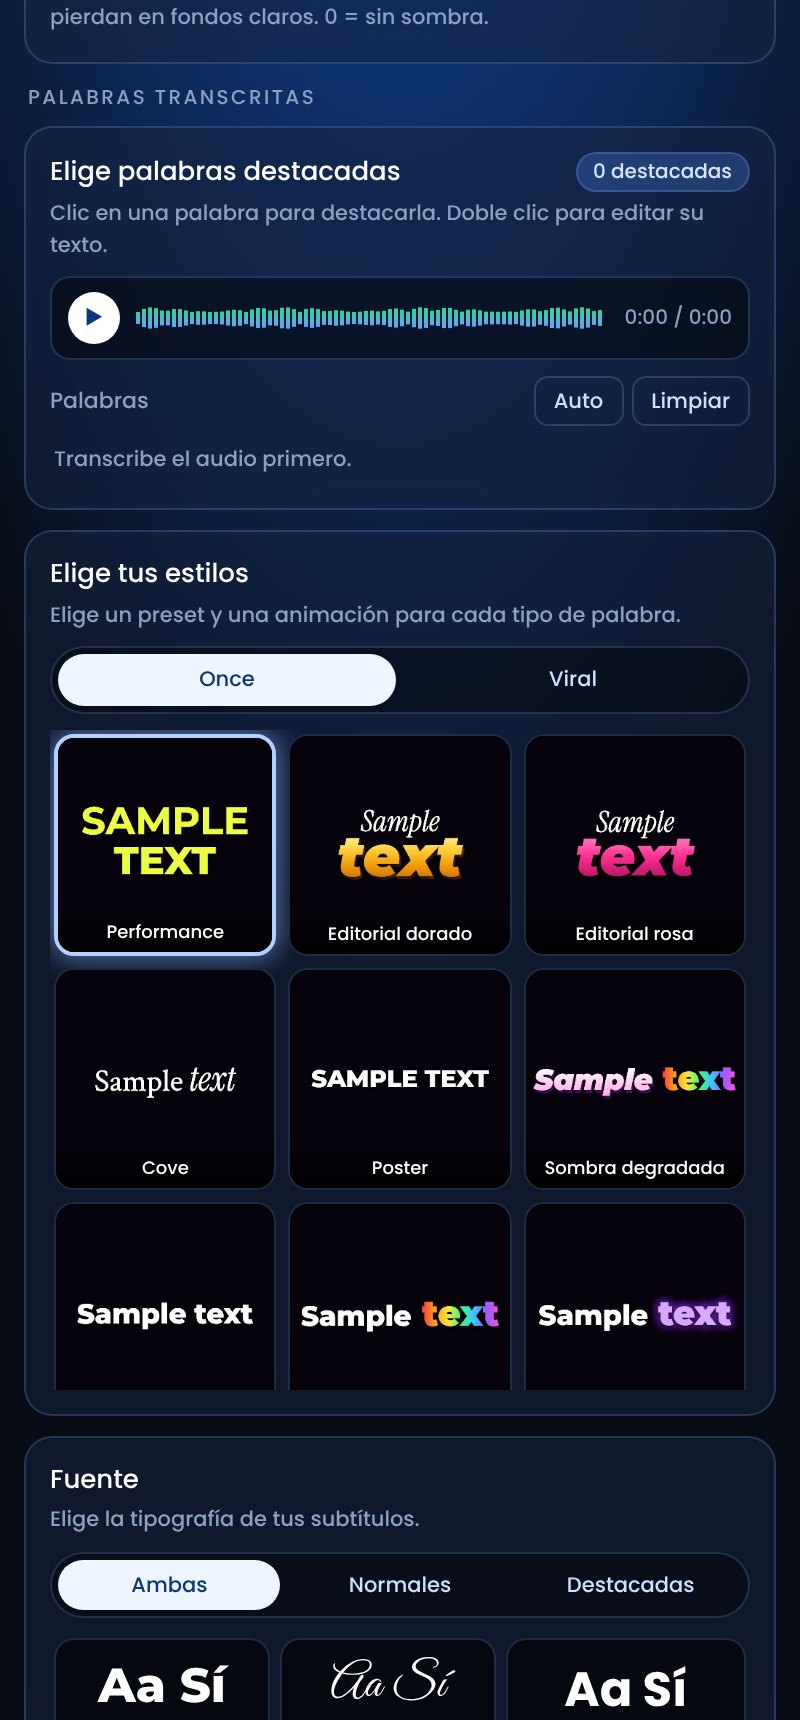 pierdan en fondos claros. 0 = sin sombra.
PALABRAS TRANSCRITAS
Elige palabras destacadas
0 destacadas
Clic en una palabra para destacarla. Doble clic para editar su
texto.
0:00 / 0:00
Palabras
Auto
Limpiar
Transcribe el audio primero.
Elige tus estilos
Elige un preset y una animación para cada tipo de palabra.
Once
Viral
SAMPLE
TEXT
Performance
Sample
text
Editorial dorado
Sample
text
Editorial rosa
Sample text
Cove
SAMPLE TEXT
Poster
Sample text
Sombra degradada
Sample text
Sample text
Sample text
Fuente
Elige la tipografía de tus subtítulos.
Ambas
Normales
Destacadas
Aa Sí
Aa Sí
Aa Sí